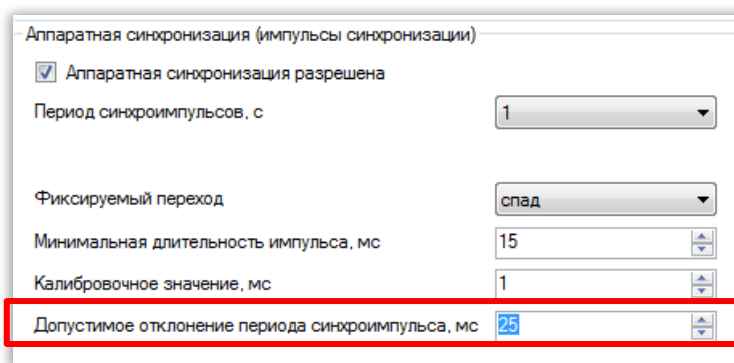 Аппаратная синхронизация (импульсы синхронизации)
Аппаратная синхронизация разрешена
Период синхроимпульсов, с 1
Фиксируемый переход спад
Минимальная длительность импульса, мс 15
Калибровочное значение, мс 1
Допустимое отклонение периода синхроимпульса, мс 25